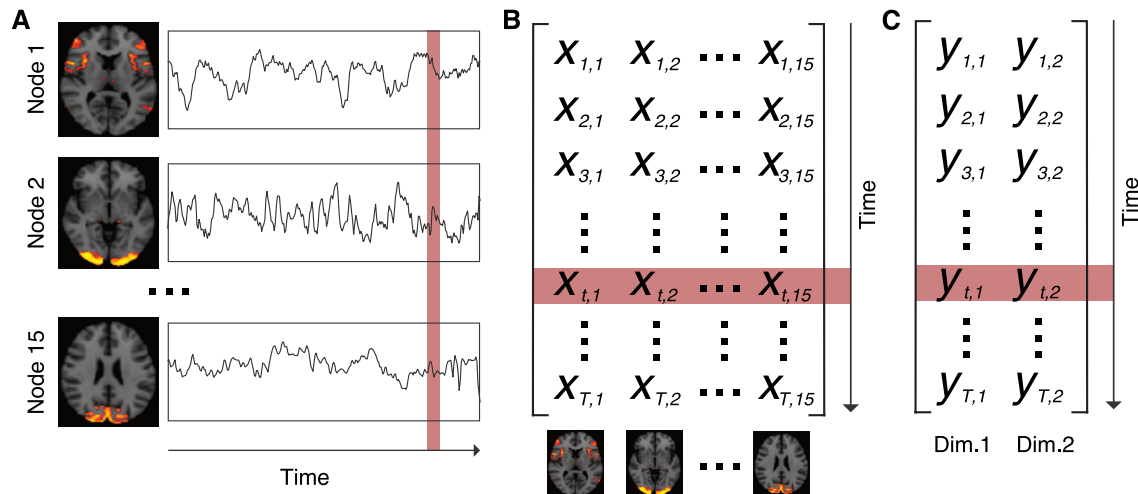 A
Node 1
Node 2
...
Node 15
Time
B
x1,1 x1,2 ... x1,15
x2,1 x2,2 ... x2,15
x3,1 x3,2 ... x3,15
xt,1 xt,2 ... xt,15
xT,1 xT,2 ... xT,15
...
Time
C
y1,1 y1,2
y2,1 y2,2
y3,1 y3,2
yt,1 yt,2
yT,1 yT,2
Dim.1 Dim.2
Time